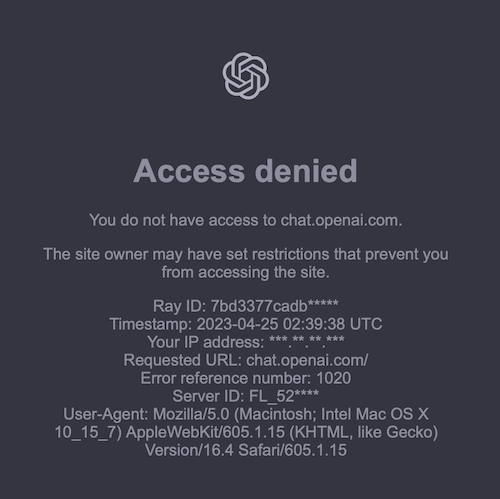 Access denied
You do not have access to chat.openai.com.
The site owner may have set restrictions that prevent you
from accessing the site.
Ray ID: 7bd3377cadb*****
Timestamp: 2023-04-25 02:39:38 UTC
Your IP address: ***.**.**.***
Requested URL: chat.openai.com/
Error reference number: 1020
Server ID: FL_52****
User-Agent: Mozilla/5.0 (Macintosh; Intel Mac OS X
10_15_7) AppleWebKit/605.1.15 (KHTML, like Gecko)
Version/16.4 Safari/605.1.15